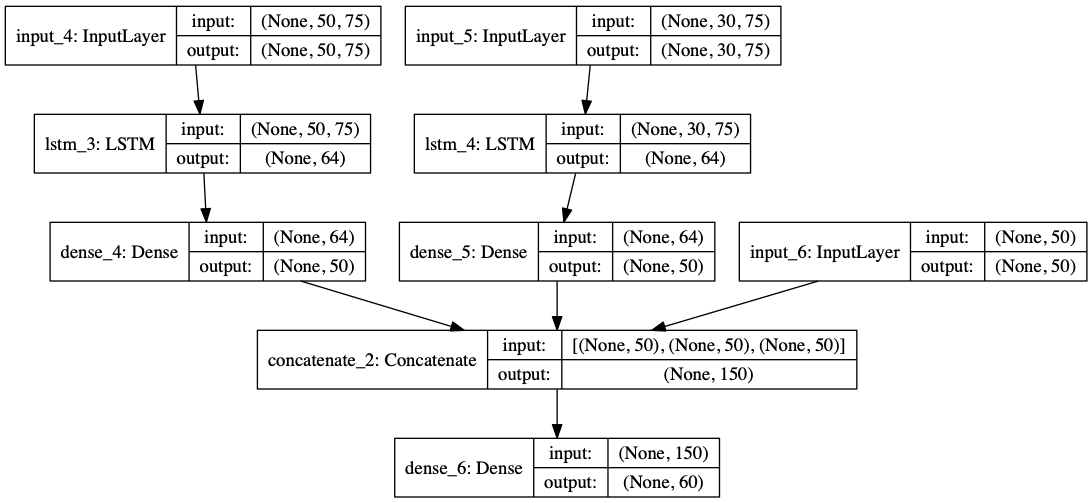 input_4: InputLayer
input:
(None, 50, 75)
output:
(None, 50, 75)
input_5: InputLayer
input:
(None, 30, 75)
output:
(None, 30, 75)
lstm_3: LSTM
input:
(None, 50, 75)
output:
(None, 64)
lstm_4: LSTM
input:
(None, 30, 75)
output:
(None, 64)
dense_4: Dense
input:
(None, 64)
output:
(None, 50)
dense_5: Dense
input:
(None, 64)
output:
(None, 50)
input_6: InputLayer
input:
(None, 50)
output:
(None, 50)
concatenate_2: Concatenate
input:
[(None, 50), (None, 50), (None, 50)]
output:
(None, 150)
dense_6: Dense
input:
(None, 150)
output:
(None, 60)